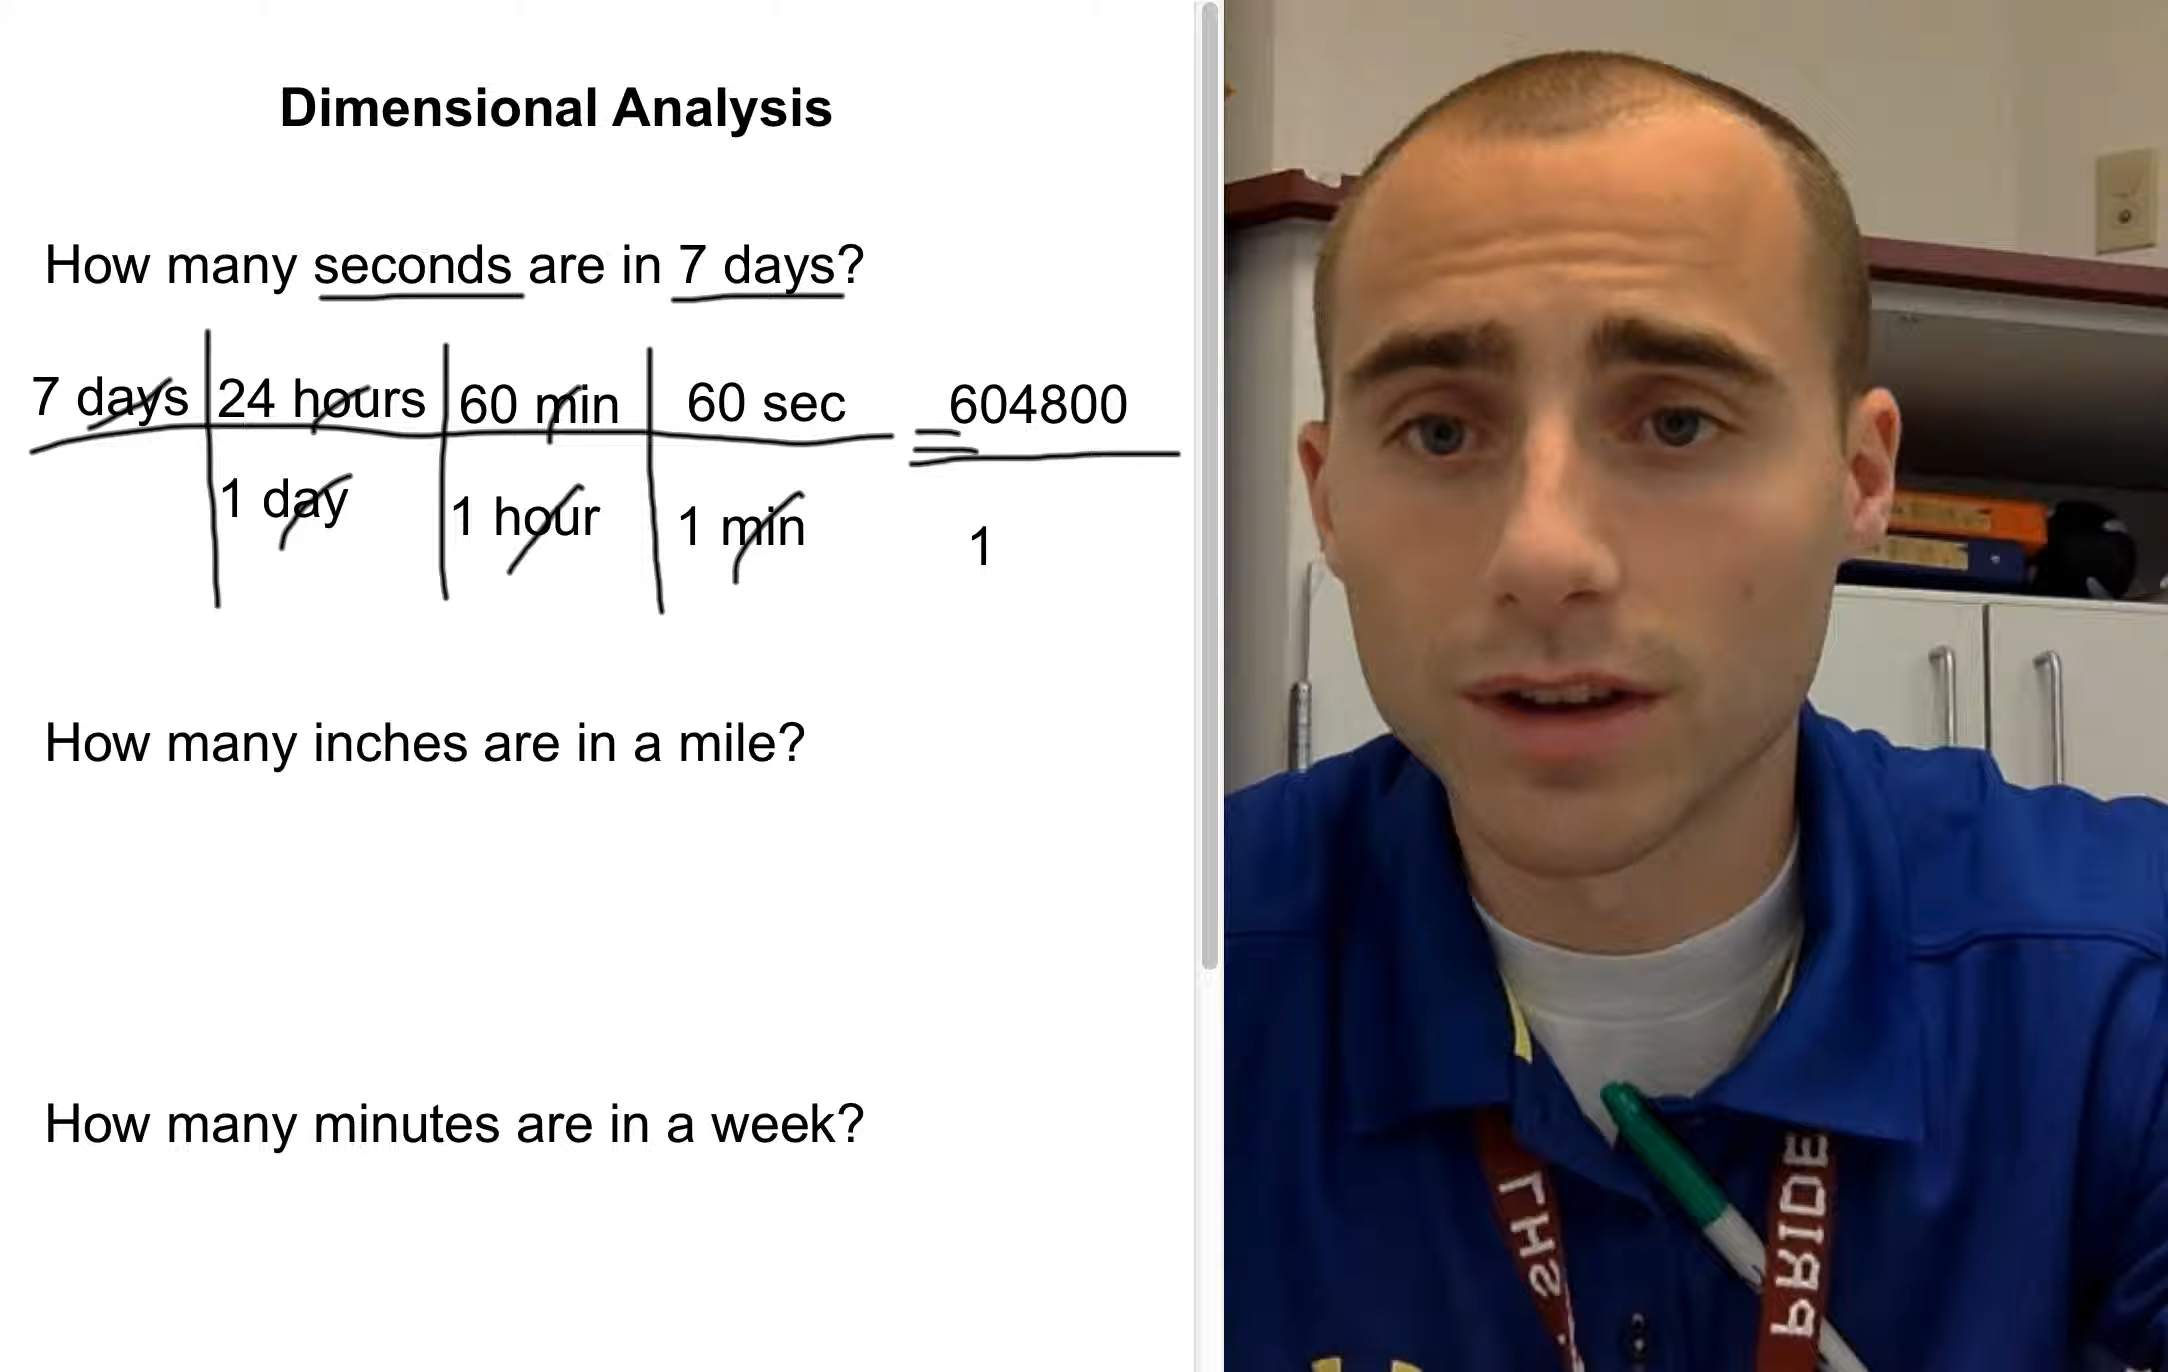 Dimensional Analysis
How many seconds are in 7 days?
7 days 24 hours 60 min 60 sec = 604800
1 day 1 hour 1 min 1
How many inches are in a mile?
How many minutes are in a week?
LHS
PRIDE